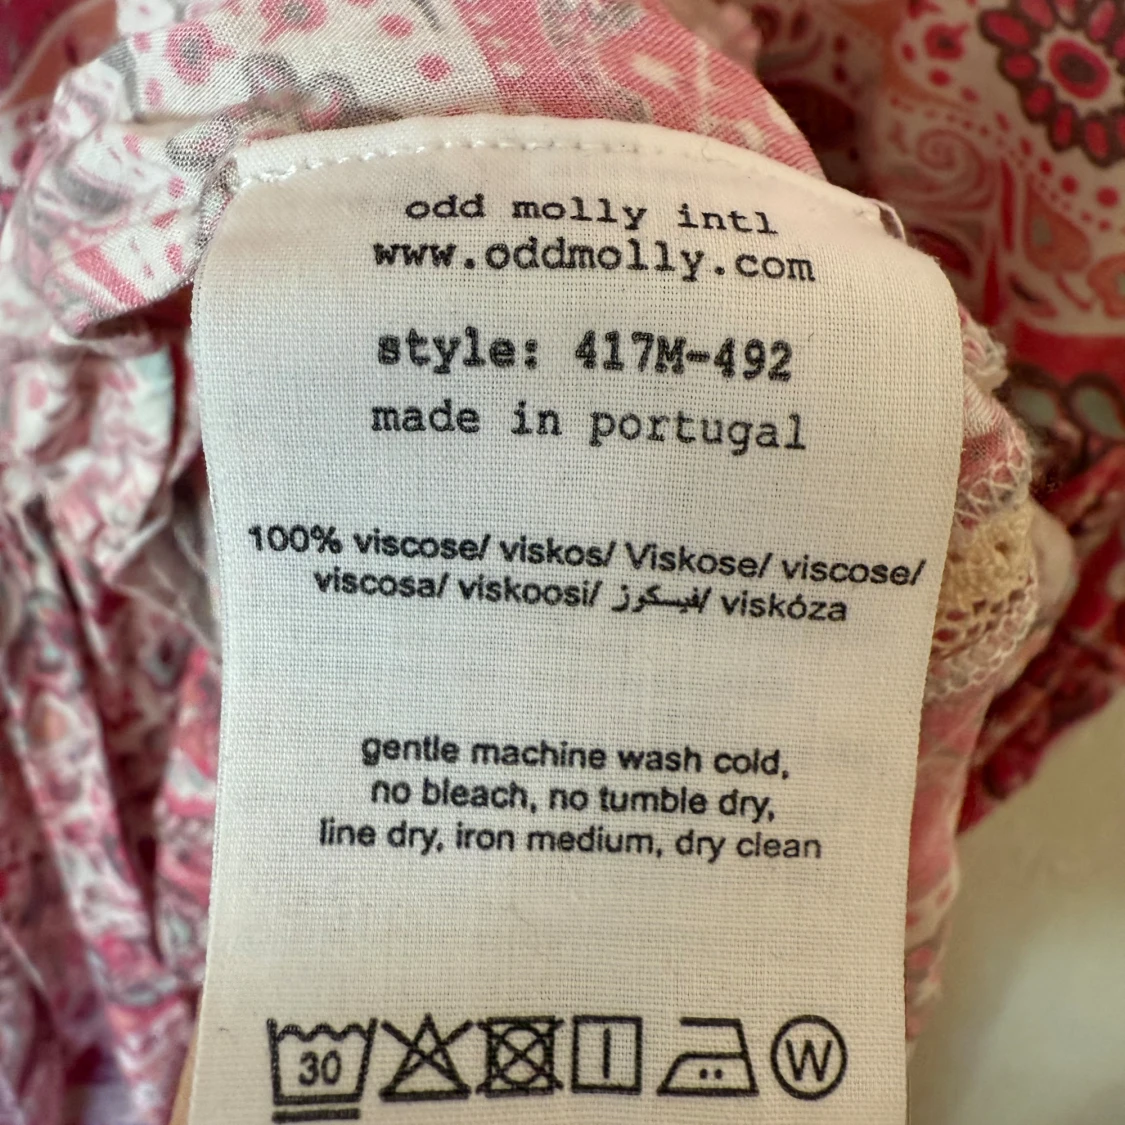 odd molly intl
www.oddmolly.com
style: 417M-492
made in portugal
100% viscose/ viskos/ Viskose/ viscose/
viscosa/ viskoosi/ فيسكوز/ viskóza
gentle machine wash cold,
no bleach, no tumble dry,
line dry, iron medium, dry clean
30 W